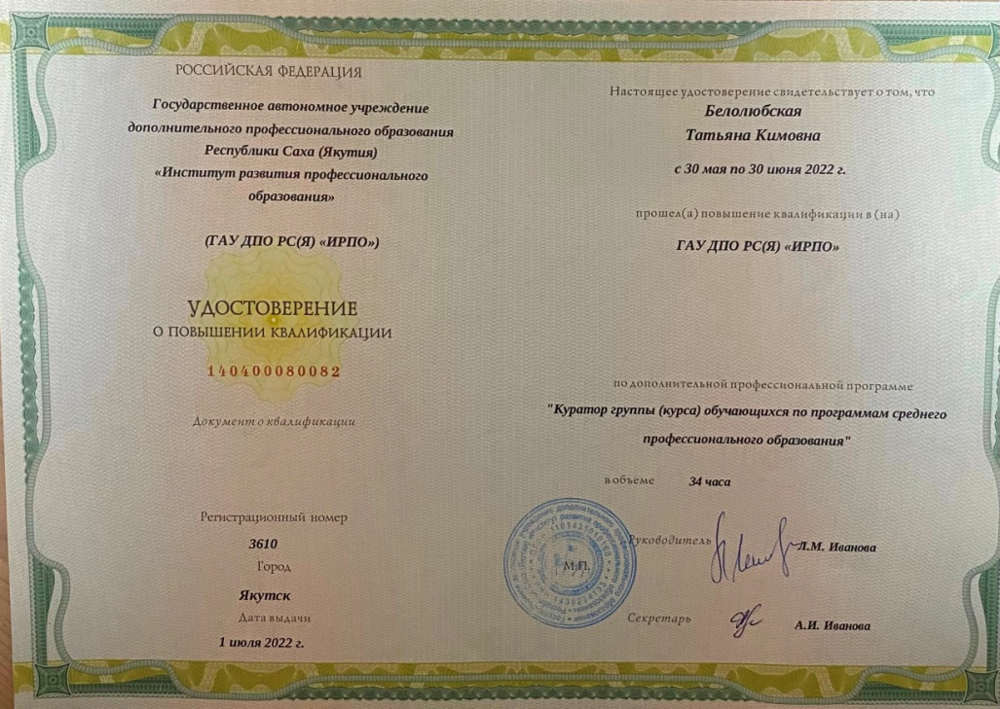 РОССИЙСКАЯ ФЕДЕРАЦИЯ
Государственное автономное учреждение
дополнительного профессионального образования
Республики Саха (Якутия)
«Институт развития профессионального
образования»
(ГАУ ДПО РС(Я) «ИРПО»)
УДОСТОВЕРЕНИЕ
О ПОВЫШЕНИИ КВАЛИФИКАЦИИ
140400080082
Документ о квалификации
Регистрационный номер
3610
Город
Якутск
Дата выдачи
1 июля 2022 г.
Настоящее удостоверение свидетельствует о том, что
Белолюбская
Татьяна Кимовна
с 30 мая по 30 июня 2022 г.
прошел(а) повышение квалификации в (на)
ГАУ ДПО РС(Я) «ИРПО»
по дополнительной профессиональной программе
"Куратор группы (курса) обучающихся по программам среднего
профессионального образования"
в объеме 34 часа
Руководитель Л.М. Иванова
М.П.
Секретарь А.И. Иванова